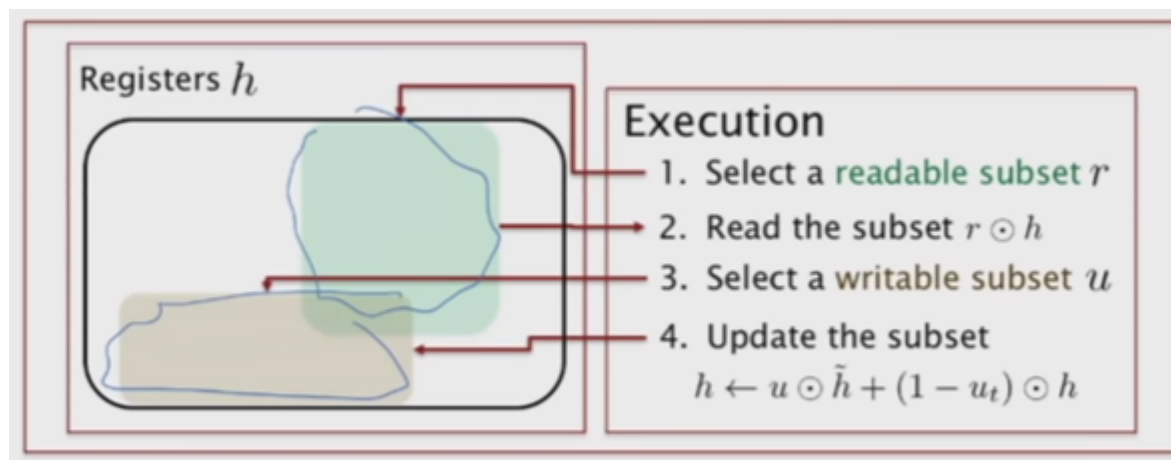 Registers h
Execution
1. Select a readable subset r
2. Read the subset r ⊙ h
3. Select a writable subset u
4. Update the subset
h ← u ⊙ h̃ + (1 − u_t) ⊙ h